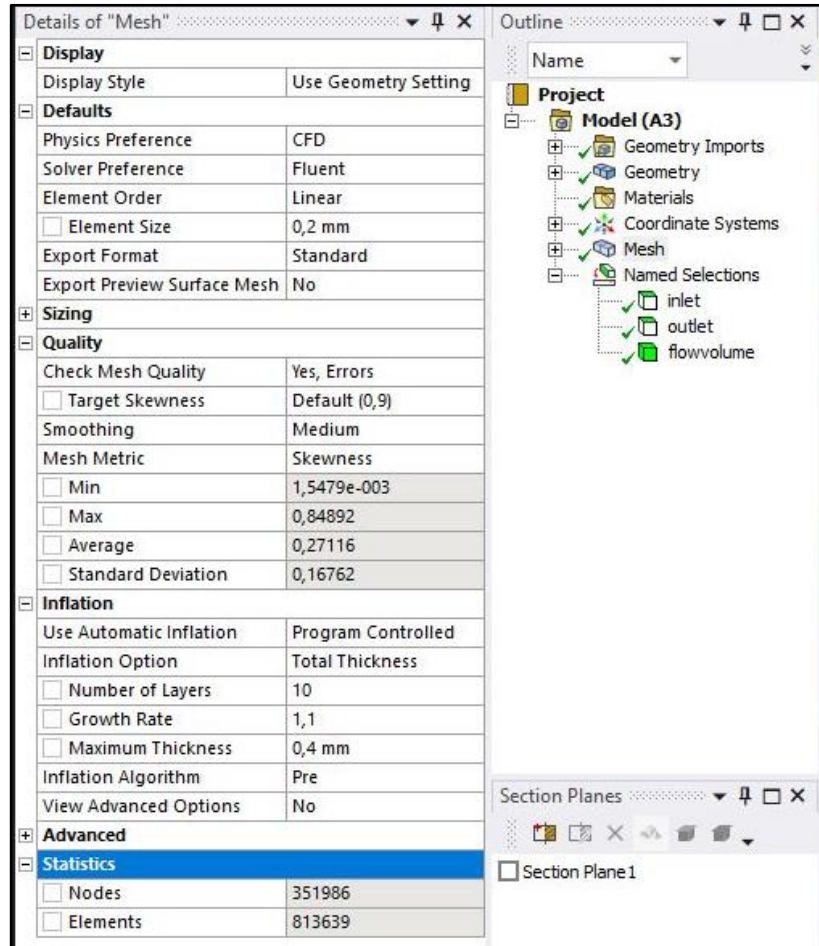 Details of "Mesh"
Display
Display Style Use Geometry Setting
Defaults
Physics Preference CFD
Solver Preference Fluent
Element Order Linear
Element Size 0,2 mm
Export Format Standard
Export Preview Surface Mesh No
Sizing
Quality
Check Mesh Quality Yes, Errors
Target Skewness Default (0,9)
Smoothing Medium
Mesh Metric Skewness
Min 1,5479e-003
Max 0,84892
Average 0,27116
Standard Deviation 0,16762
Inflation
Use Automatic Inflation Program Controlled
Inflation Option Total Thickness
Number of Layers 10
Growth Rate 1,1
Maximum Thickness 0,4 mm
Inflation Algorithm Pre
View Advanced Options No
Advanced
Statistics
Nodes 351986
Elements 813639
Outline
Name
Project
Model (A3)
Geometry Imports
Geometry
Materials
Coordinate Systems
Mesh
Named Selections
inlet
outlet
flowvolume
Section Planes
Section Plane1